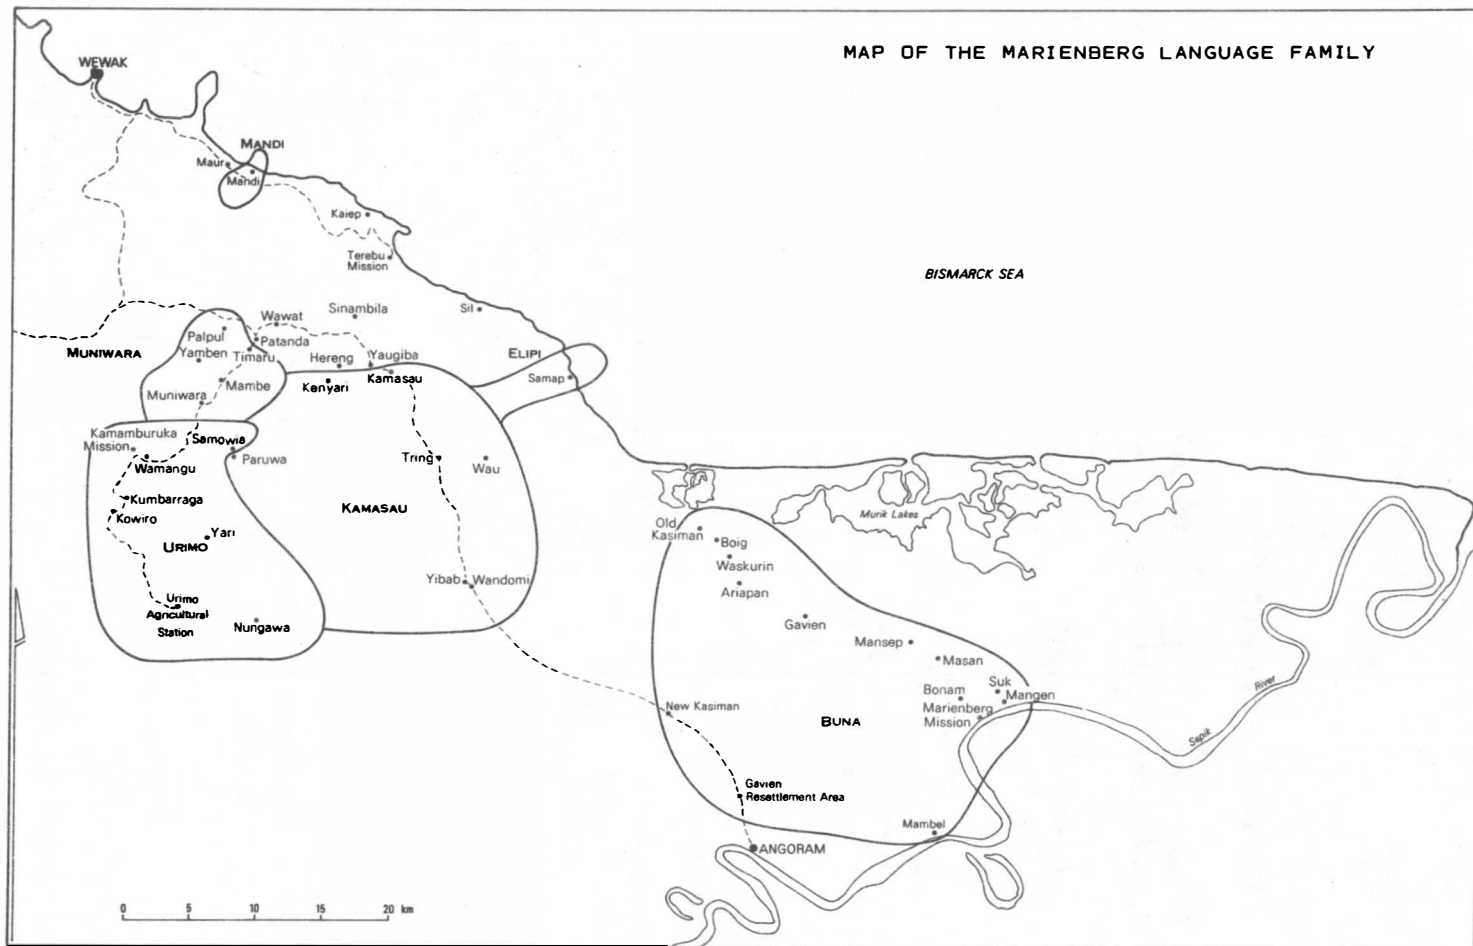 MAP OF THE MARIENBERG LANGUAGE FAMILY
WEWAK
MANDI
Maur
Mandi
Kaiep
Terebu
Mission
BISMARCK SEA
Sinambila
Sil
Wawat
Palpul
Patanda
MUNIWARA
Yamben
Timaru
Hereng
Yaugiba
ELIPI
Kenyari
Kamasau
Samap
Mambe
Muniwara
Kamamburuka
Mission
Samowia
Paruwa
Wamangu
Tring
Wau
Kumbarraga
Kowiro
KAMASAU
Yari
URIMO
Murik Lakes
Old
Kasiman
Boig
Waskurin
Ariapan
Yibab
Wandomi
Urimo
Agricultural
Station
Nungawa
Gavien
Mansep
Masan
Suk
Bonam
Mangen
Marienberg
Mission
New Kasiman
BUNA
River
Sepik
Gavien
Resettlement Area
Mambel
ANGORAM
0 5 10 15 20 km